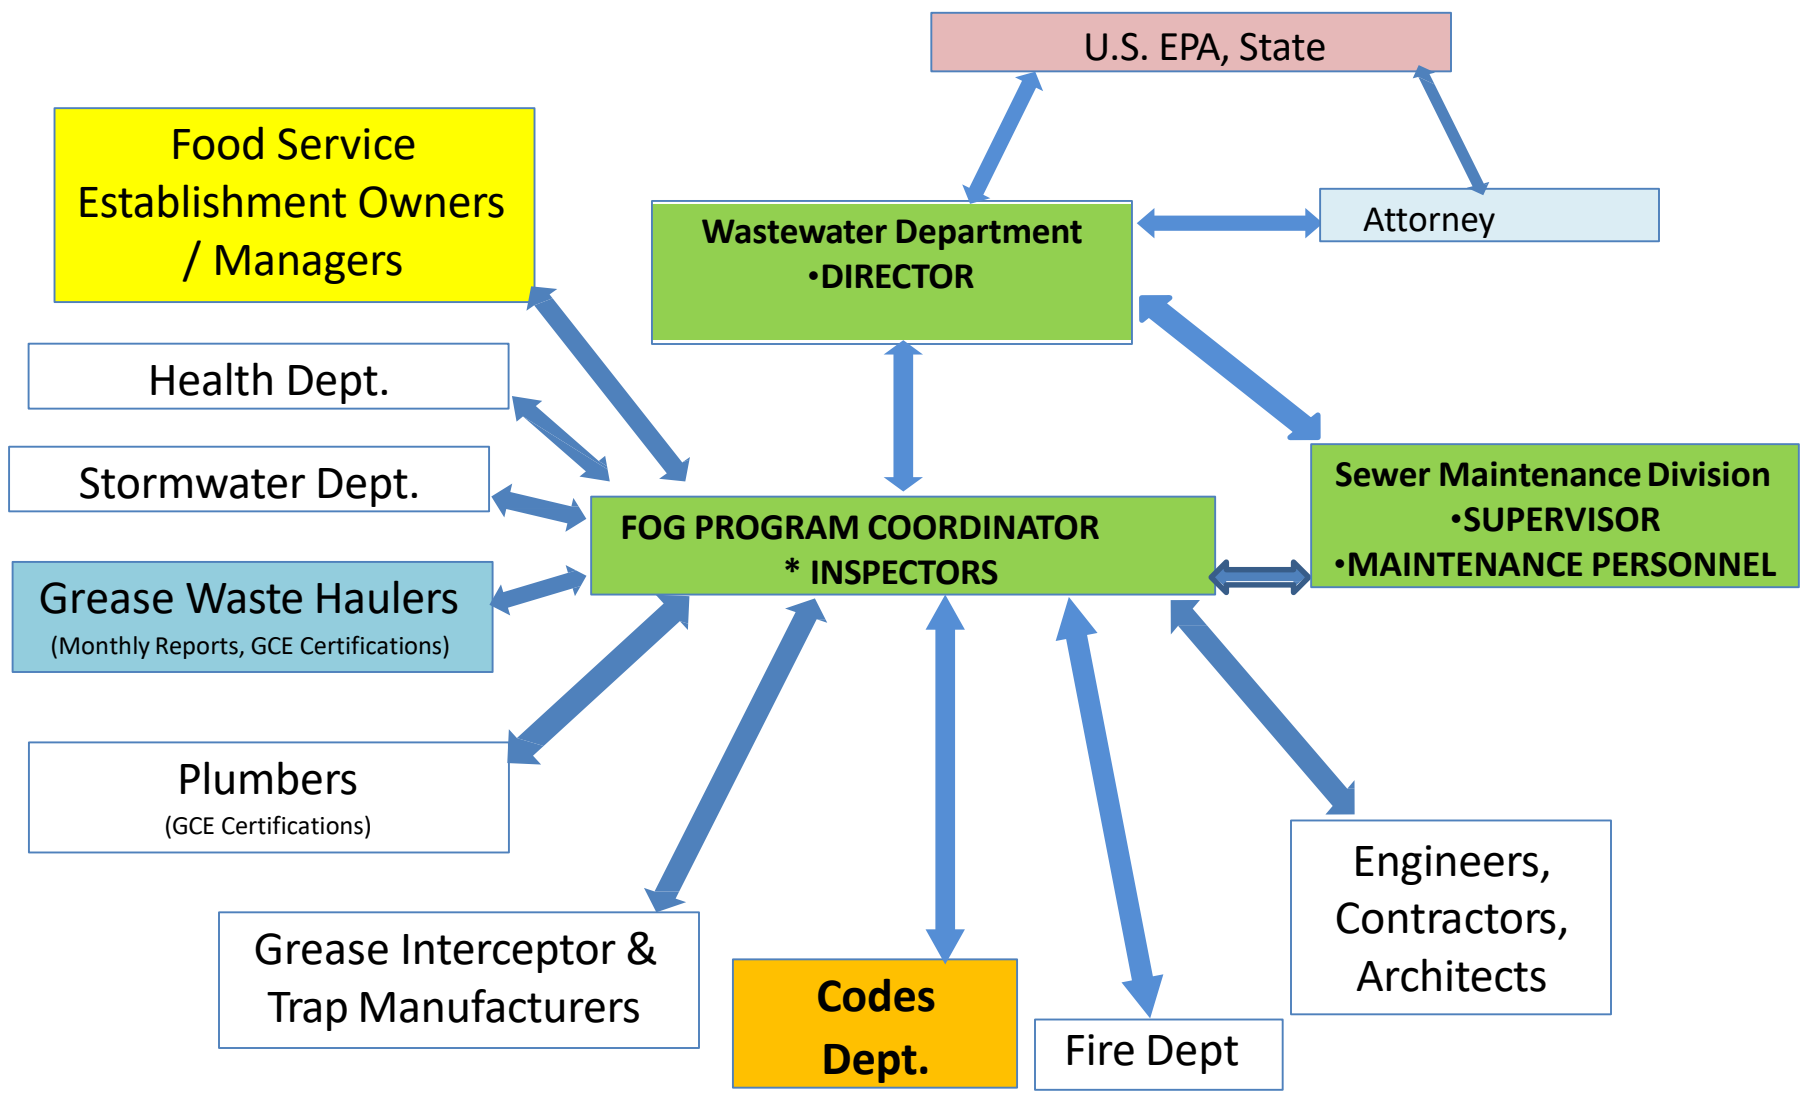 U.S. EPA, State
Food Service
Establishment Owners
/ Managers
Wastewater Department
•DIRECTOR
Attorney
Health Dept.
Stormwater Dept.
FOG PROGRAM COORDINATOR
* INSPECTORS
Sewer Maintenance Division
•SUPERVISOR
•MAINTENANCE PERSONNEL
Grease Waste Haulers
(Monthly Reports, GCE Certifications)
Plumbers
(GCE Certifications)
Grease Interceptor &
Trap Manufacturers
Codes
Dept.
Fire Dept
Engineers,
Contractors,
Architects